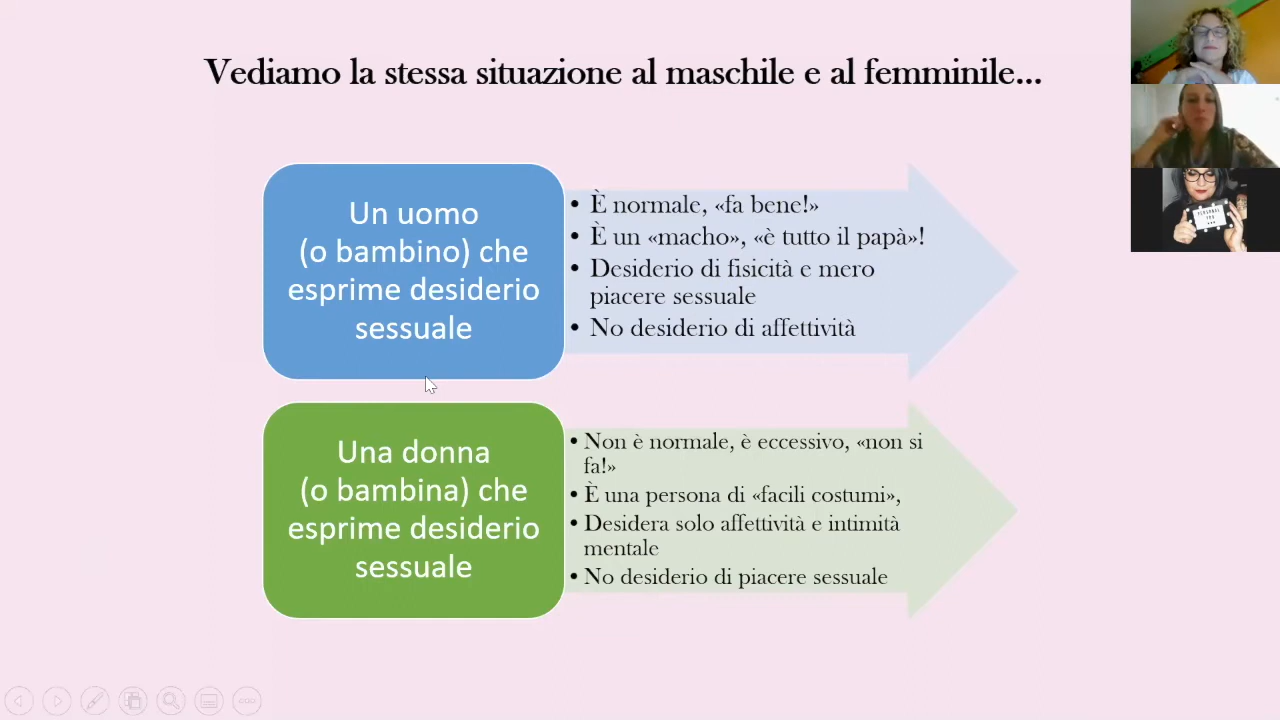 Vediamo la stessa situazione al maschile e al femminile...
Un uomo
(o bambino) che
esprime desiderio
sessuale
• È normale, «fa bene!»
• È un «macho», «è tutto il papà»!
• Desiderio di fisicità e mero
piacere sessuale
• No desiderio di affettività
Una donna
(o bambina) che
esprime desiderio
sessuale
• Non è normale, è eccessivo, «non si
fa!»
• È una persona di «facili costumi»,
• Desidera solo affettività e intimità
mentale
• No desiderio di piacere sessuale